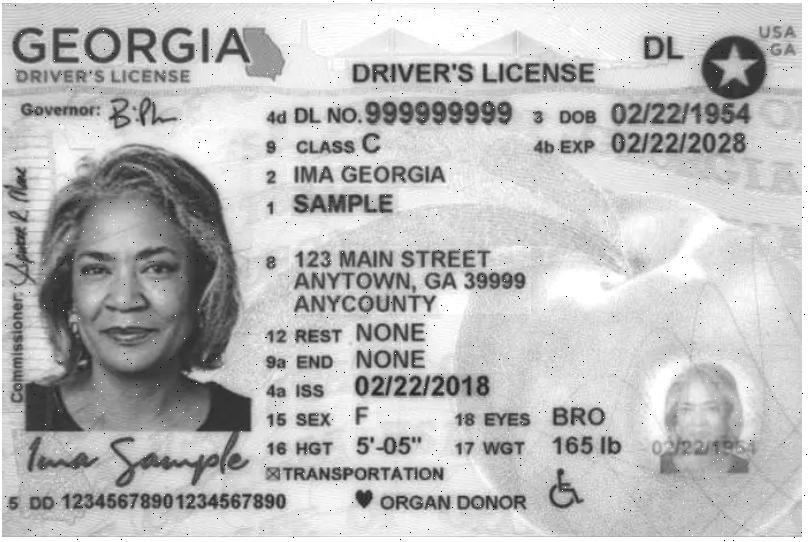 GEORGIA
DRIVER'S LICENSE
USA
GA
DL
DRIVER'S LICENSE
Governor:
4d DL NO. 999999999 3 DOB 02/22/1954
9 CLASS C 4b EXP 02/22/2028
2 IMA GEORGIA
1 SAMPLE
8 123 MAIN STREET
ANYTOWN, GA 39999
ANYCOUNTY
Commissioner:
12 REST NONE
9a END NONE
4a ISS 02/22/2018
15 SEX F 18 EYES BRO
16 HGT 5'-05" 17 WGT 165 lb
02/22/1954
Ima Sample
TRANSPORTATION
5 DD 12345678901234567890
ORGAN DONOR